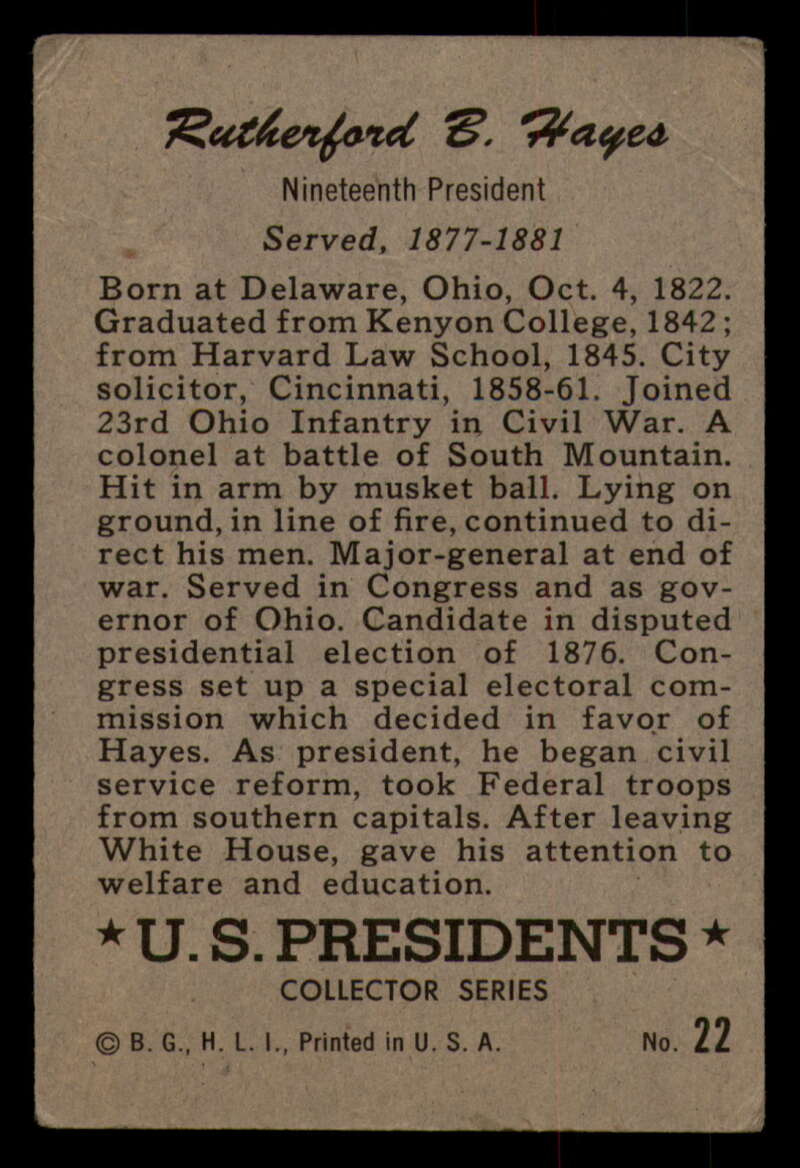 Rutherford B. Hayes
Nineteenth President
Served, 1877-1881
Born at Delaware, Ohio, Oct. 4, 1822.
Graduated from Kenyon College, 1842;
from Harvard Law School, 1845. City
solicitor, Cincinnati, 1858-61. Joined
23rd Ohio Infantry in Civil War. A
colonel at battle of South Mountain.
Hit in arm by musket ball. Lying on
ground, in line of fire, continued to di-
rect his men. Major-general at end of
war. Served in Congress and as gov-
ernor of Ohio. Candidate in disputed
presidential election of 1876. Con-
gress set up a special electoral com-
mission which decided in favor of
Hayes. As president, he began civil
service reform, took Federal troops
from southern capitals. After leaving
White House, gave his attention to
welfare and education.
★ U. S. PRESIDENTS ★
COLLECTOR SERIES
© B. G., H. L. I., Printed in U. S. A. No. 22